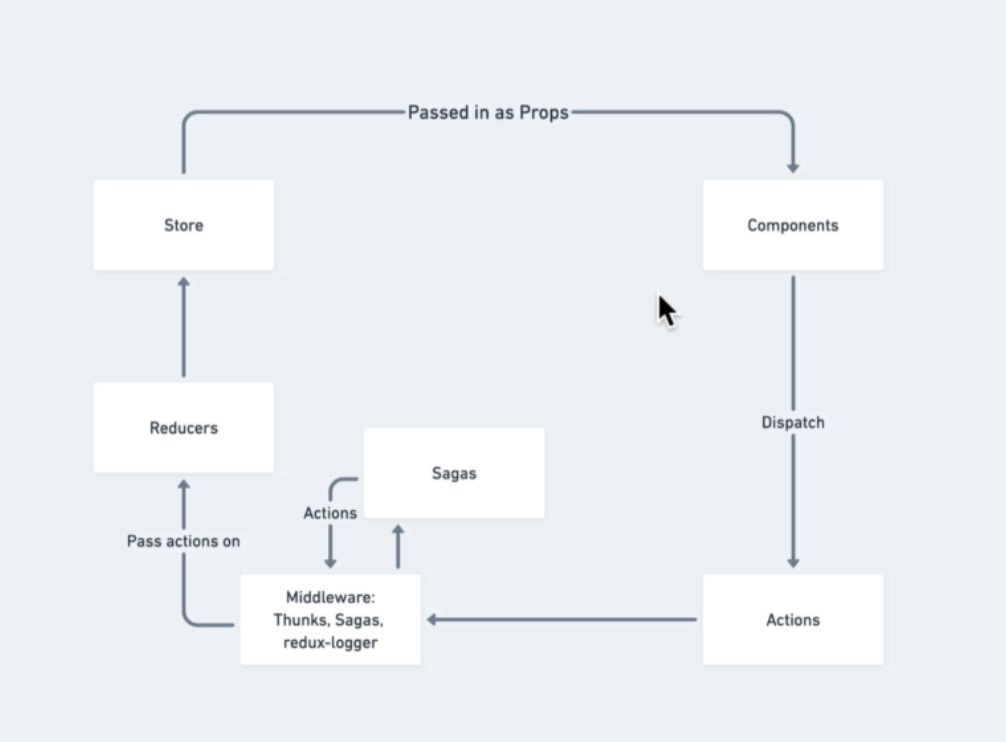 Passed in as Props
Store
Components
Dispatch
Reducers
Sagas
Actions
Pass actions on
Middleware:
Thunks, Sagas,
redux-logger
Actions